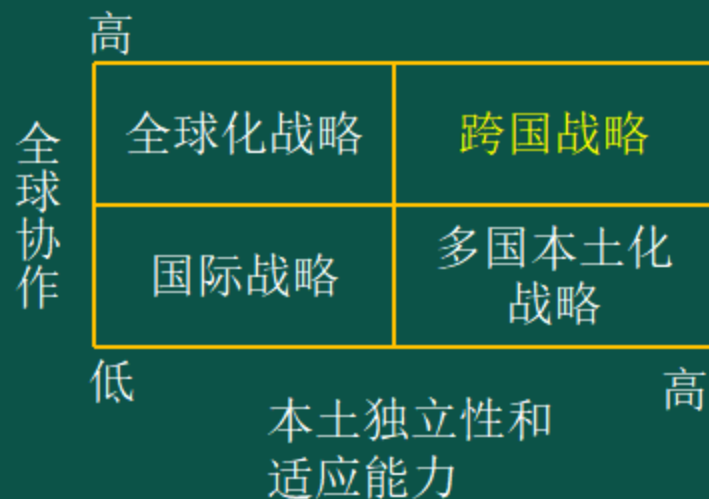 高
全球协作
全球化战略
跨国战略
国际战略
多国本土化
战略
低
高
本土独立性和
适应能力